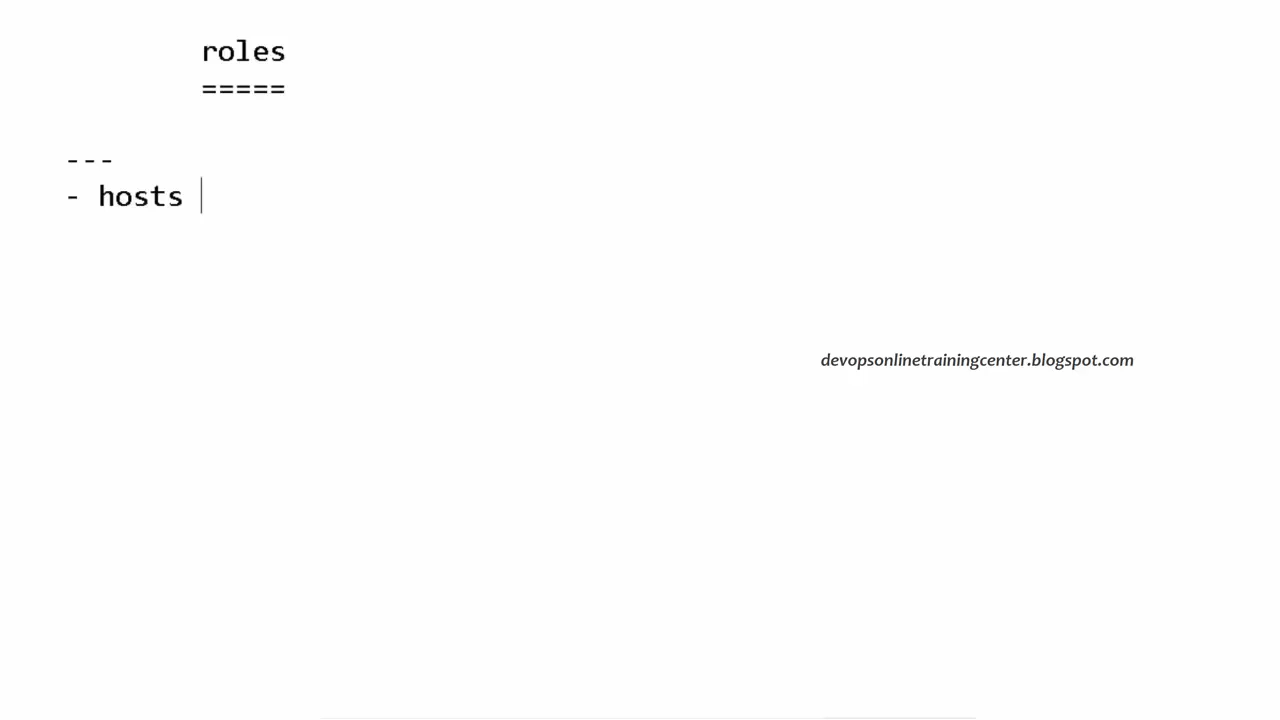 roles
=====
---
- hosts
devopsonlinetrainingcenter.blogspot.com